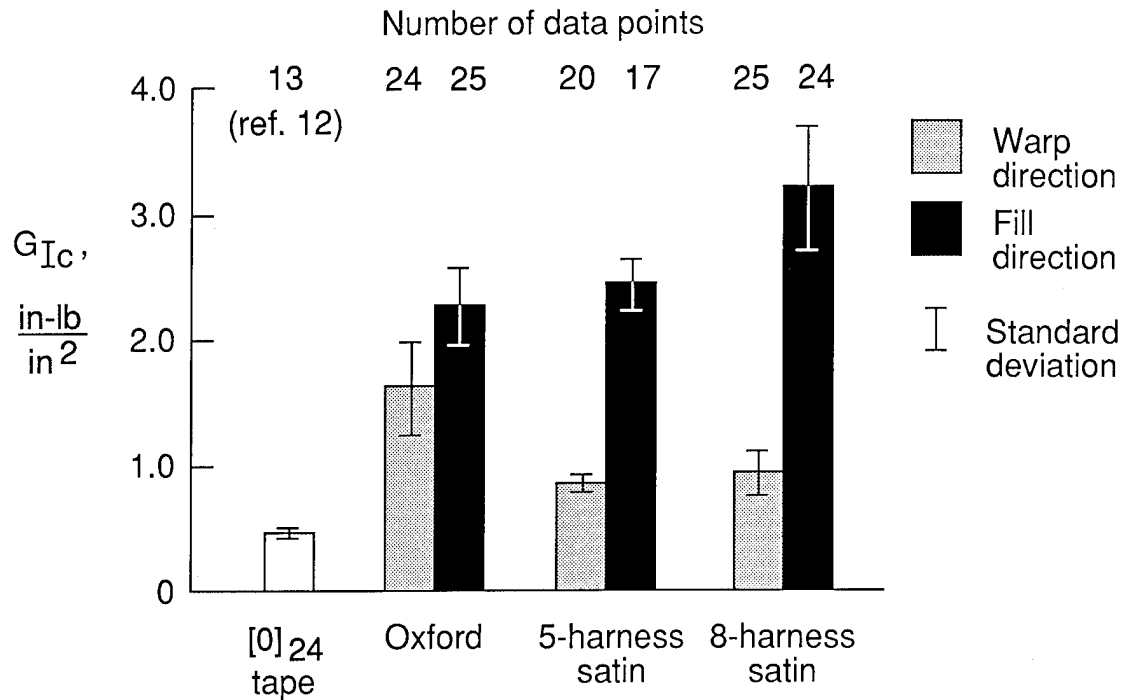 Number of data points
13 24 25 20 17 25 24
(ref. 12)
4.0
3.0
2.0
1.0
0
GIc,
in-lb
in2
Warp
direction
Fill
direction
Standard
deviation
[0]24
tape
Oxford
5-harness
satin
8-harness
satin